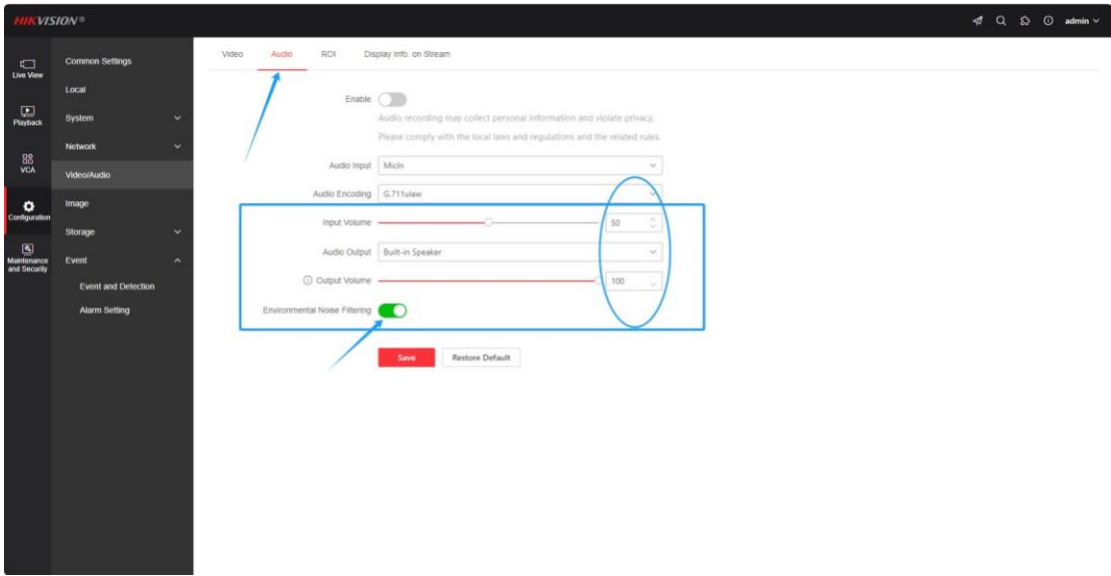 HIKVISION®
admin
Live View
Playback
VCA
Configuration
Maintenance
and Security
Common Settings
Local
System
Network
Video/Audio
Image
Storage
Event
Event and Detection
Alarm Setting
Video Audio ROI Display Info. on Stream
Enable
Audio recording may collect personal information and violate privacy.
Please comply with the local laws and regulations and the related rules.
Audio Input MicIn
Audio Encoding G.711ulaw
Input Volume 50
Audio Output Built-in Speaker
Output Volume 100
Environmental Noise Filtering
Save Restore Default